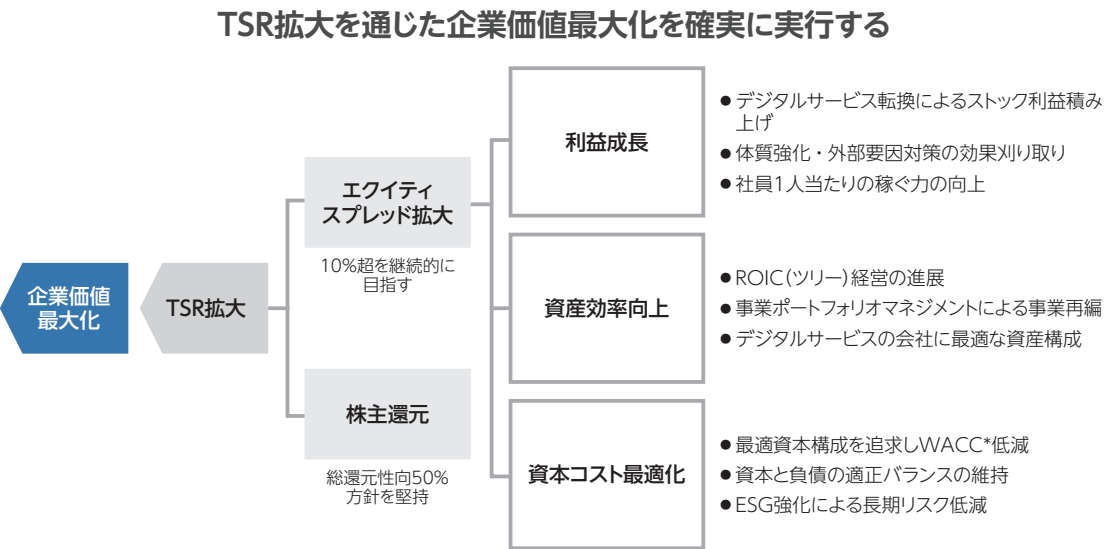 TSR拡大を通じた企業価値最大化を確実に実行する
企業価値
最大化
TSR拡大
エクイティ
スプレッド拡大
10%超を継続的に
目指す
株主還元
総還元性向50%
方針を堅持
利益成長
●デジタルサービス転換によるストック利益積み
上げ
●体質強化・外部要因対策の効果刈り取り
●社員1人当たりの稼ぐ力の向上
資産効率向上
●ROIC(ツリー)経営の進展
●事業ポートフォリオマネジメントによる事業再編
●デジタルサービスの会社に最適な資産構成
資本コスト最適化
●最適資本構成を追求しWACC*低減
●資本と負債の適正バランスの維持
●ESG強化による長期リスク低減